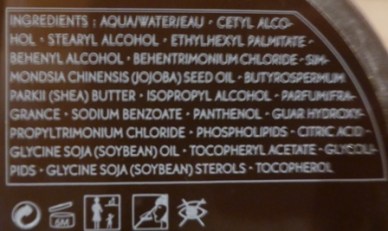 INGREDIENTS : AQUA/WATER/EAU • CETYL ALCO-
HOL • STEARYL ALCOHOL • ETHYLHEXYL PALMITATE •
BEHENYL ALCOHOL • BEHENTRIMONIUM CHLORIDE • SIM-
MONDSIA CHINENSIS (JOJOBA) SEED OIL • BUTYROSPERMUM
PARKII (SHEA) BUTTER • ISOPROPYL ALCOHOL • PARFUM/FRA-
GRANCE • SODIUM BENZOATE • PANTHENOL • GUAR HYDROXY-
PROPYLTRIMONIUM CHLORIDE • PHOSPHOLIPIDS • CITRIC ACID •
GLYCINE SOJA (SOYBEAN) OIL • TOCOPHERYL ACETATE • GLYCOLI-
PIDS • GLYCINE SOJA (SOYBEAN) STEROLS • TOCOPHEROL
6M